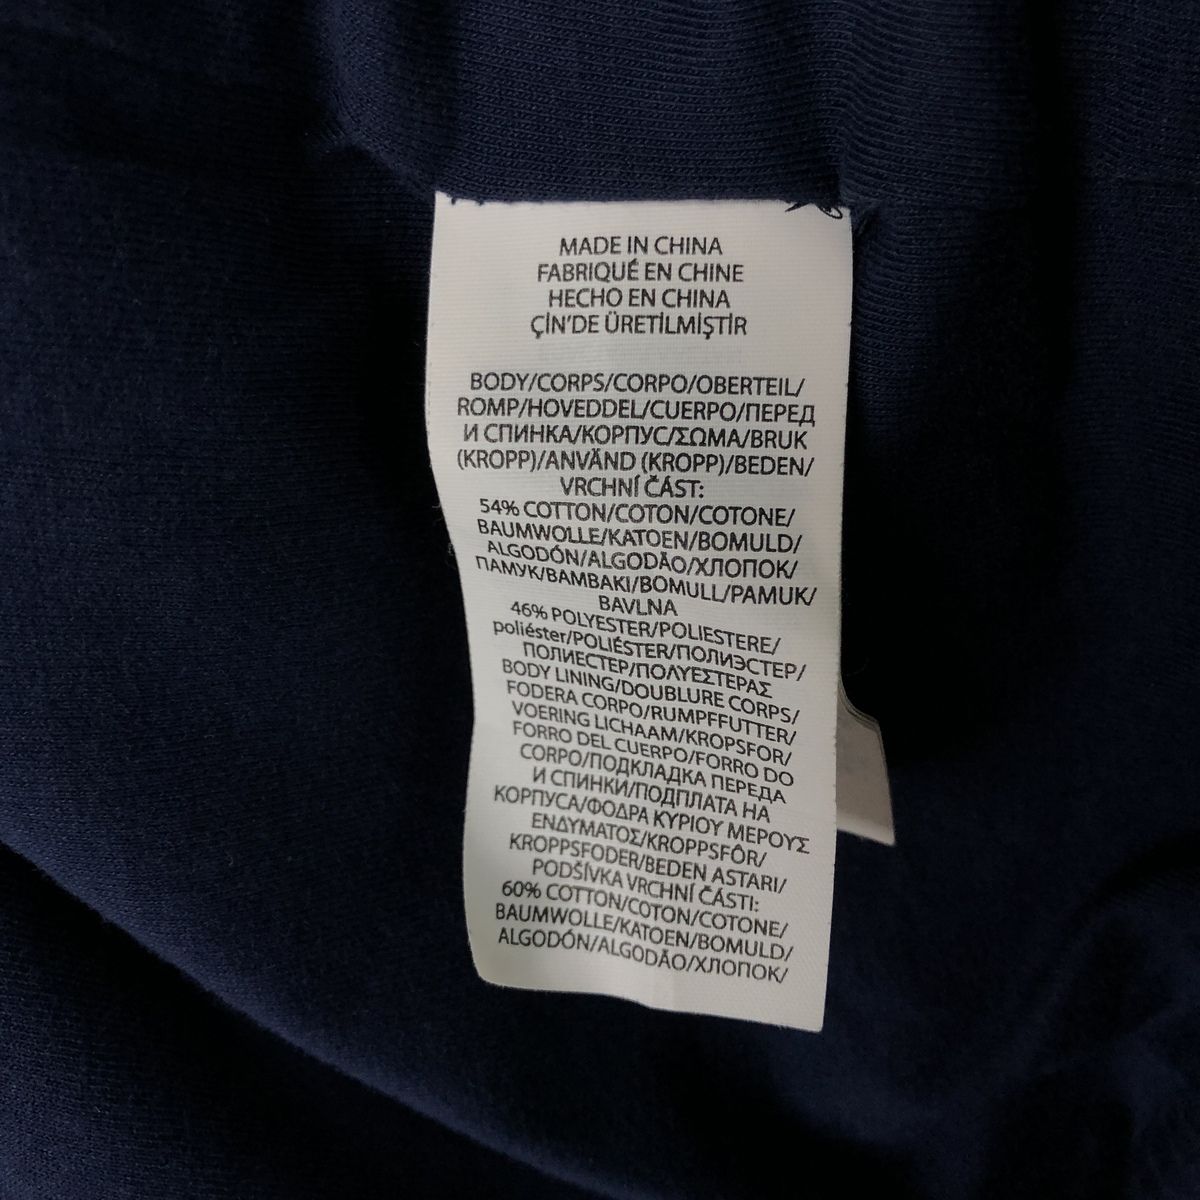 MADE IN CHINA
FABRIQUÉ EN CHINE
HECHO EN CHINA
ÇİN'DE ÜRETİLMİŞTİR
BODY/CORPS/CORPO/OBERTEIL/
ROMP/HOVEDDEL/CUERPO/ПЕРЕД
И СПИНКА/КОРПУС/ΣΩΜΑ/BRUK
(KROPP)/ANVÄND (KROPP)/BEDEN/
VRCHNÍ ČÁST:
54% COTTON/COTON/COTONE/
BAUMWOLLE/KATOEN/BOMULD/
ALGODÓN/ALGODÃO/ХЛОПОК/
ПАМУК/BAMBAKI/BOMULL/PAMUK/
BAVLNA
46% POLYESTER/POLIESTERE/
poliéster/POLIÉSTER/ПОЛИЭСТЕР/
ПОЛИЕСТЕР/ΠΟΛΥΕΣΤΕΡΑΣ
BODY LINING/DOUBLURE CORPS/
FODERA CORPO/RUMPFFUTTER/
VOERING LICHAAM/KROPSFOR/
FORRO DEL CUERPO/FORRO DO
CORPO/ПОДКЛАДКА ПЕРЕДА
И СПИНКИ/ПОДПЛАТА НА
КОРПУСА/ΦΟΔΡΑ ΚΥΡΙΟΥ ΜΕΡΟΥΣ
ΕΝΔΥΜΑΤΟΣ/KROPPSFÔR/
KROPPSFODER/BEDEN ASTARI/
PODŠÍVKA VRCHNÍ ČÁSTI:
60% COTTON/COTON/COTONE/
BAUMWOLLE/KATOEN/BOMULD/
ALGODÓN/ALGODÃO/ХЛОПОК/